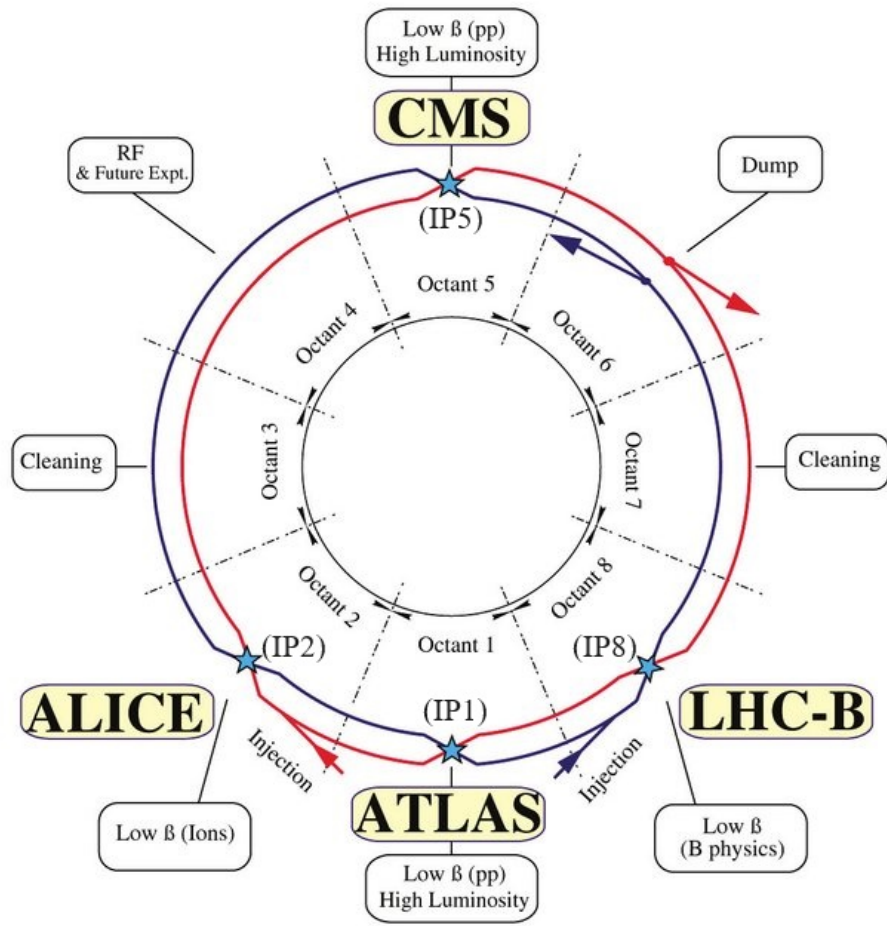 Low ß (pp)
High Luminosity
CMS
RF
& Future Expt.
Dump
(IP5)
Octant 5
Octant 4
Octant 6
Cleaning
Octant 3
Octant 7
Cleaning
Octant 2
Octant 8
Octant 1
(IP2)
(IP8)
(IP1)
ALICE
LHC-B
Injection
Injection
ATLAS
Low ß (Ions)
Low ß (pp)
High Luminosity
Low ß
(B physics)